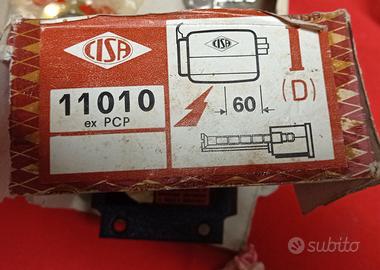 CISA
11010
ex PCP
CISA
60
(D)
subito